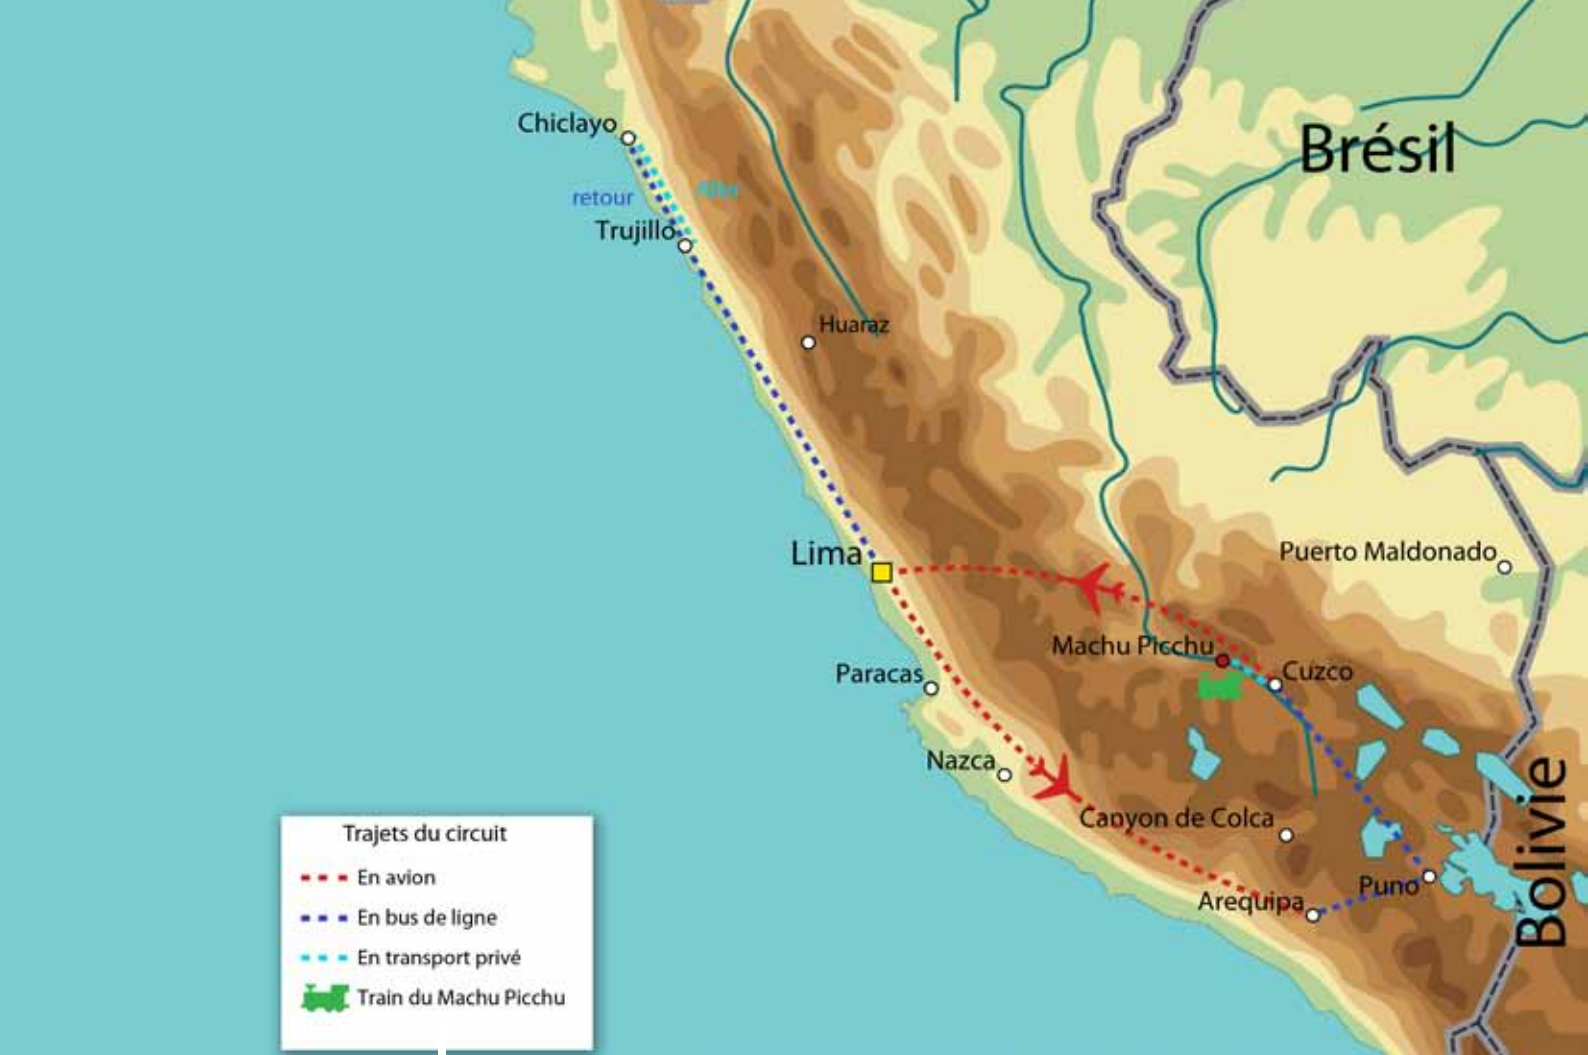 Chiclayo
Brésil
retour
Aller
Trujillo
Huaraz
Lima
Puerto Maldonado
Machu Picchu
Cuzco
Paracas
Nazca
Canyon de Colca
Bolivie
Puno
Arequipa
Trajets du circuit
En avion
En bus de ligne
En transport privé
Train du Machu Picchu